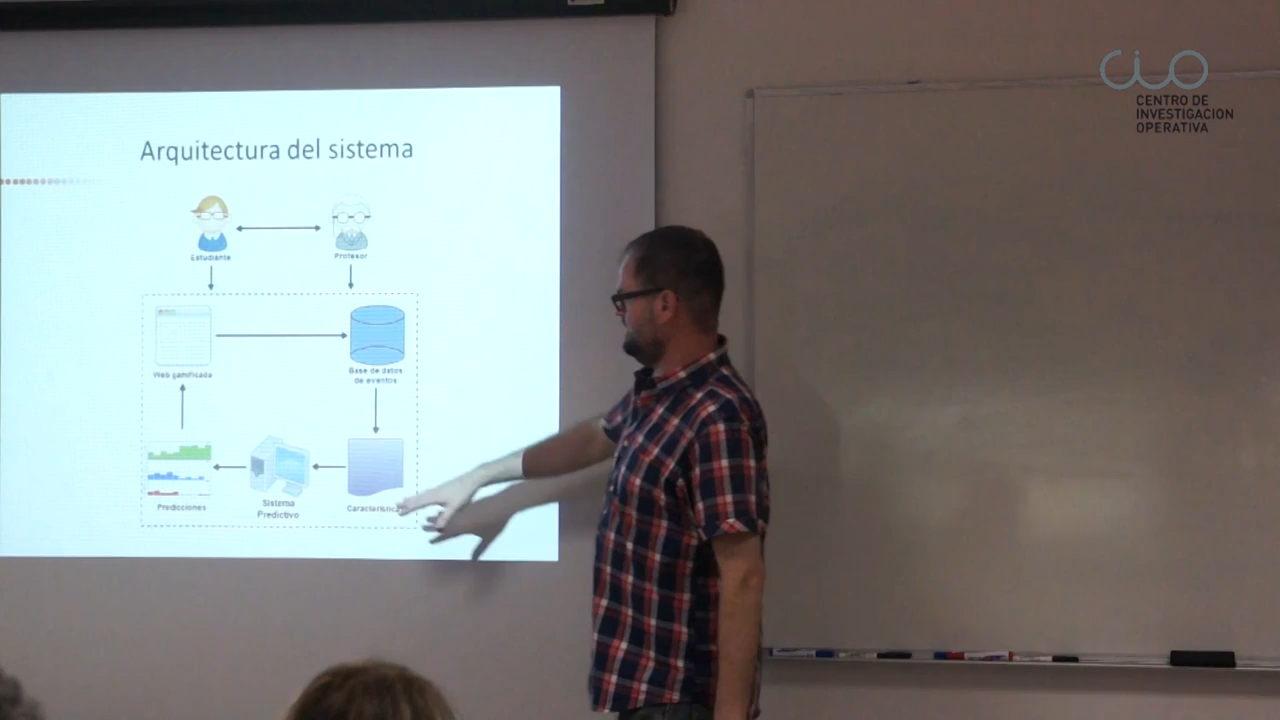 Arquitectura del sistema
Estudiante
Profesor
Web gamificada
Base de datos
de eventos
Predicciones
Sistema
Predictivo
CIO
CENTRO DE
INVESTIGACION
OPERATIVA